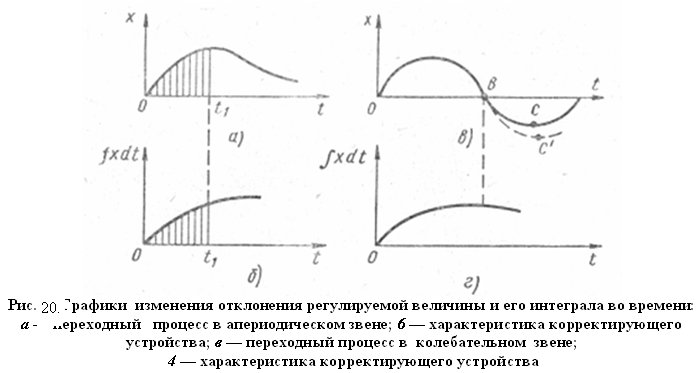 x
x
t
B
0
t₁
t
0
C
а)
в)
C'
∫xdt
∫xdt
0
t₁
t
0
t
б)
г)
Рис. 20. Графики изменения отклонения регулируемой величины и его интеграла во времени:
а - переходный процесс в апериодическом звене; б — характеристика корректирующего
устройства; в — переходный процесс в колебательном звене;
4 — характеристика корректирующего устройства